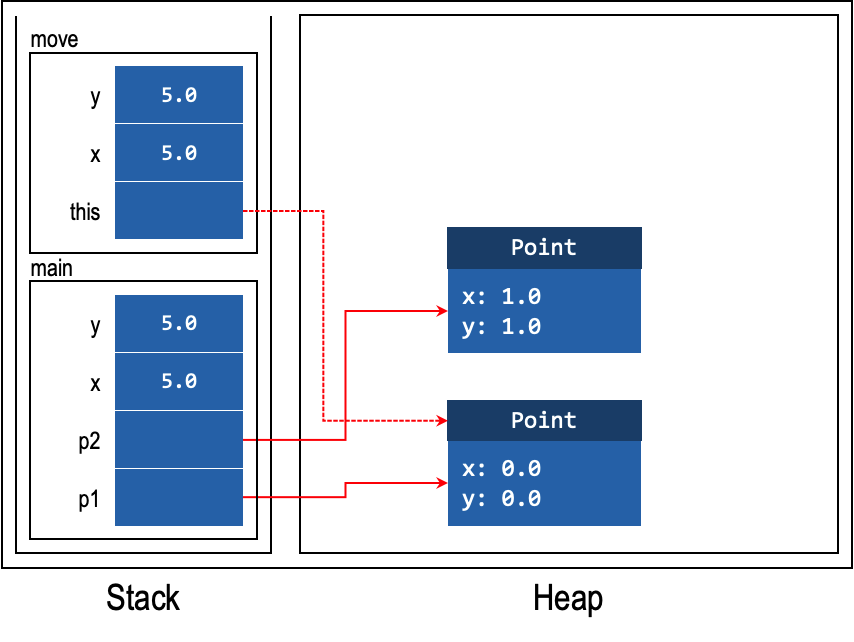 move
y 5.0
x 5.0
this
main
y 5.0
x 5.0
p2
p1
Point
x: 1.0
y: 1.0
Point
x: 0.0
y: 0.0
Stack
Heap